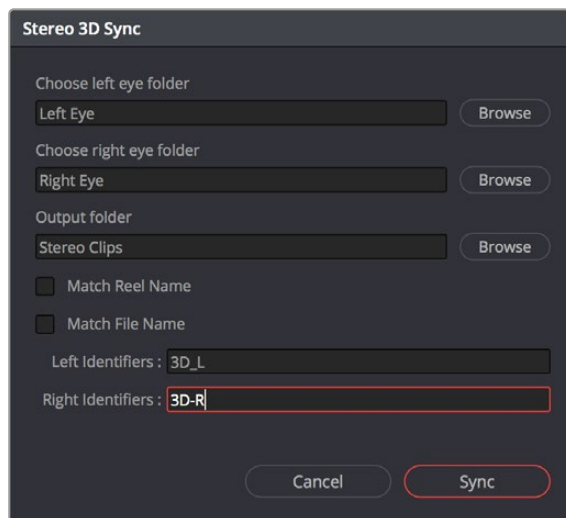 Stereo 3D Sync
Choose left eye folder
Left Eye Browse
Choose right eye folder
Right Eye Browse
Output folder
Stereo Clips Browse
Match Reel Name
Match File Name
Left Identifiers : 3D_L
Right Identifiers : 3D-R
Cancel Sync